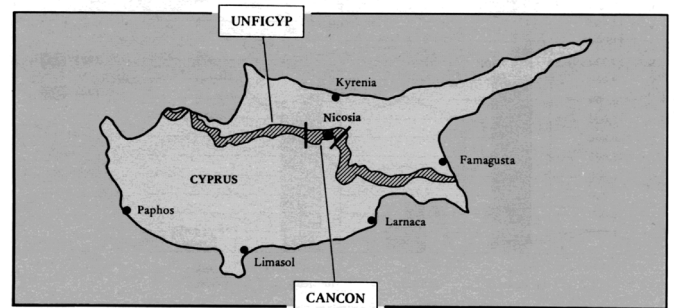 UNFICYP
Kyrenia
Nicosia
Famagusta
CYPRUS
Paphos
Larnaca
Limasol
CANCON